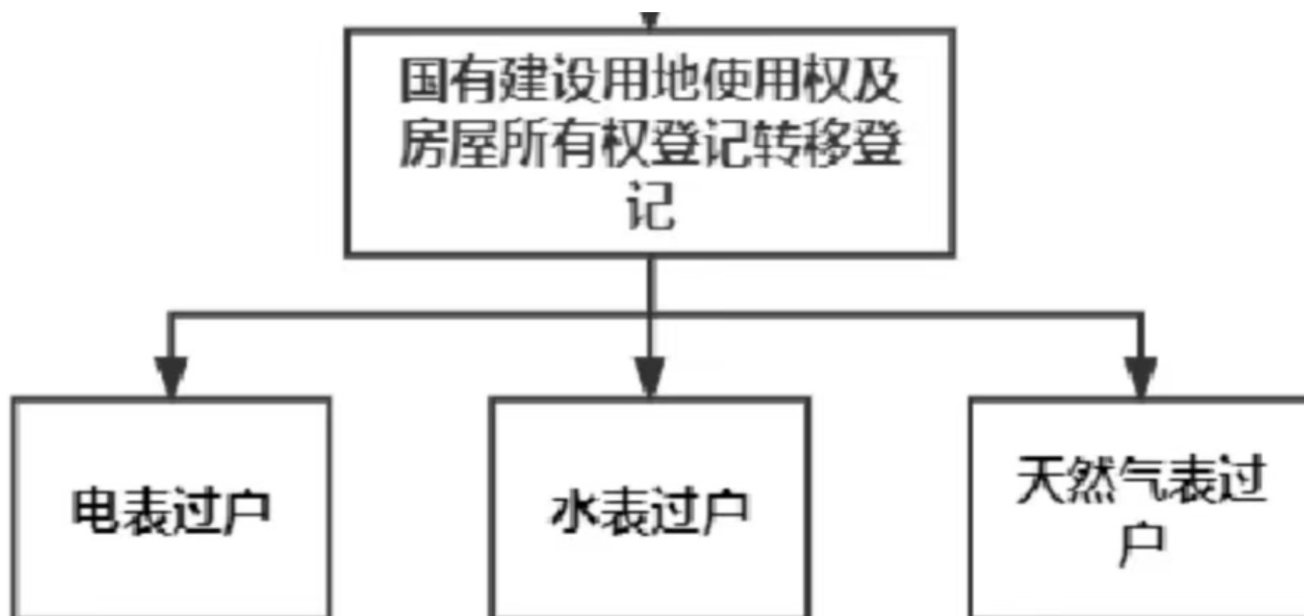 国有建设用地使用权及
房屋所有权登记转移登
记
电表过户
水表过户
天然气表过
户